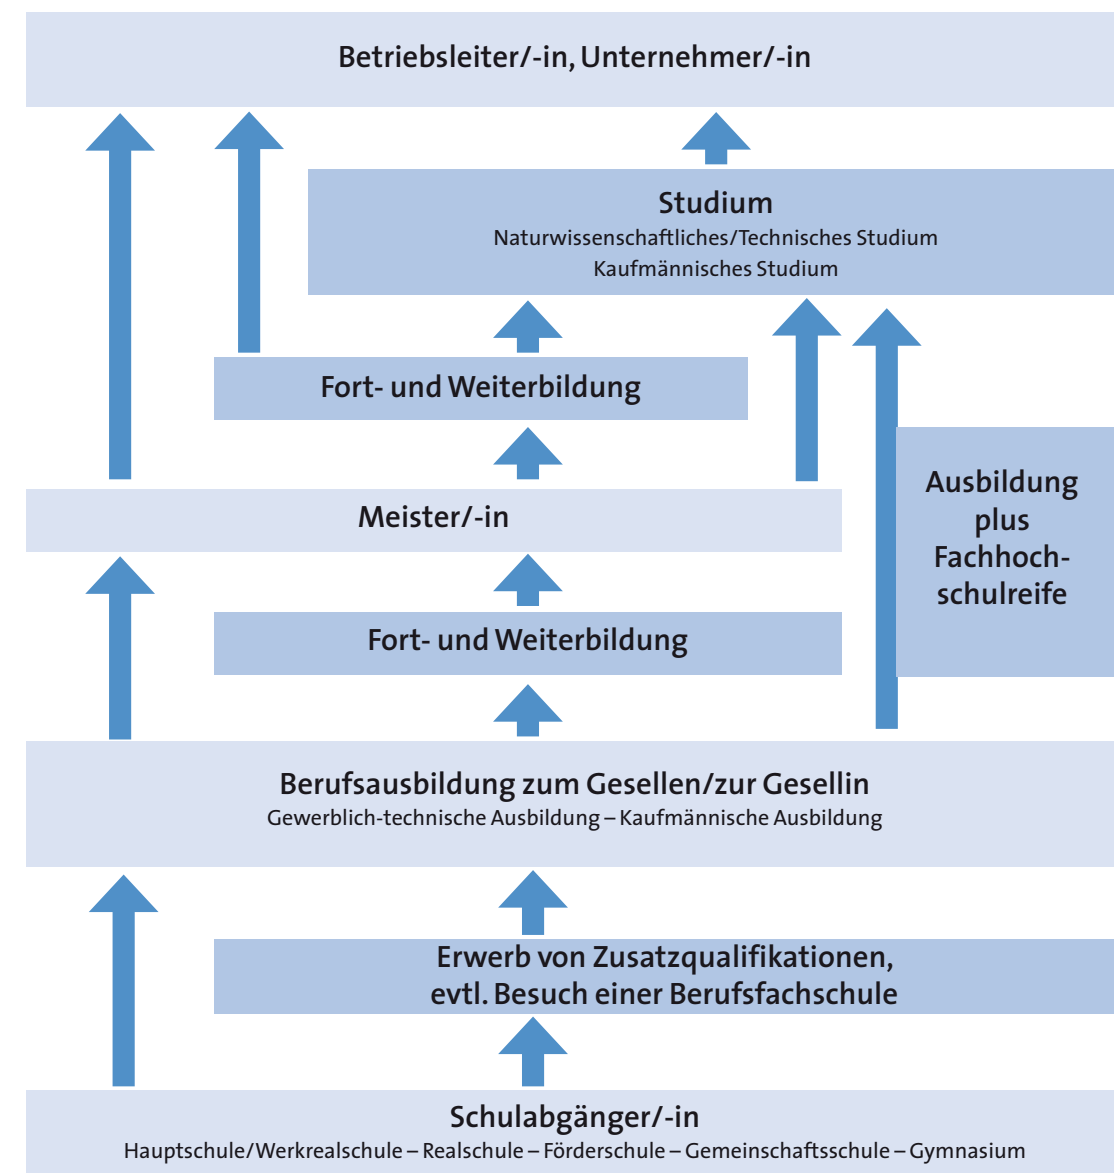 Betriebsleiter/-in, Unternehmer/-in
Studium
Naturwissenschaftliches/Technisches Studium
Kaufmännisches Studium
Fort- und Weiterbildung
Ausbildung
plus
Fachhoch-
schulreife
Meister/-in
Fort- und Weiterbildung
Berufsausbildung zum Gesellen/zur Gesellin
Gewerblich-technische Ausbildung – Kaufmännische Ausbildung
Erwerb von Zusatzqualifikationen,
evtl. Besuch einer Berufsfachschule
Schulabgänger/-in
Hauptschule/Werkrealschule – Realschule – Förderschule – Gemeinschaftsschule – Gymnasium